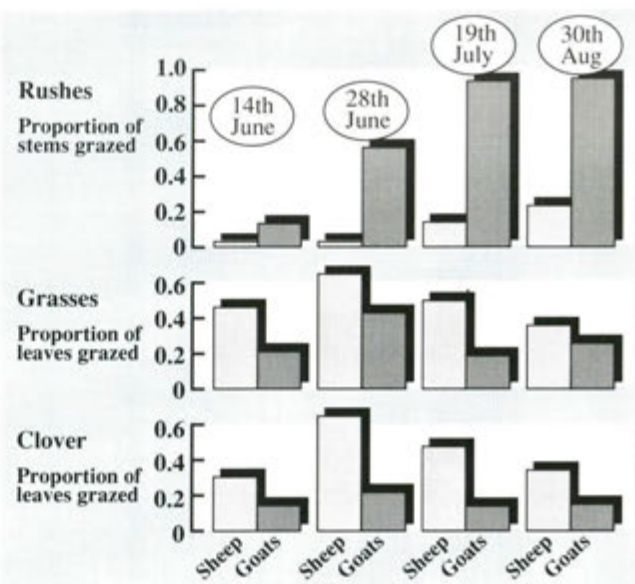 14th
June
28th
June
19th
July
30th
Aug
Rushes
Proportion of
stems grazed
1.0
0.8
0.6
0.4
0.2
0
Grasses
Proportion of
leaves grazed
0.6
0.4
0.2
0
Clover
Proportion of
leaves grazed
0.6
0.4
0.2
0
Sheep
Goats
Sheep
Goats
Sheep
Goats
Sheep
Goats